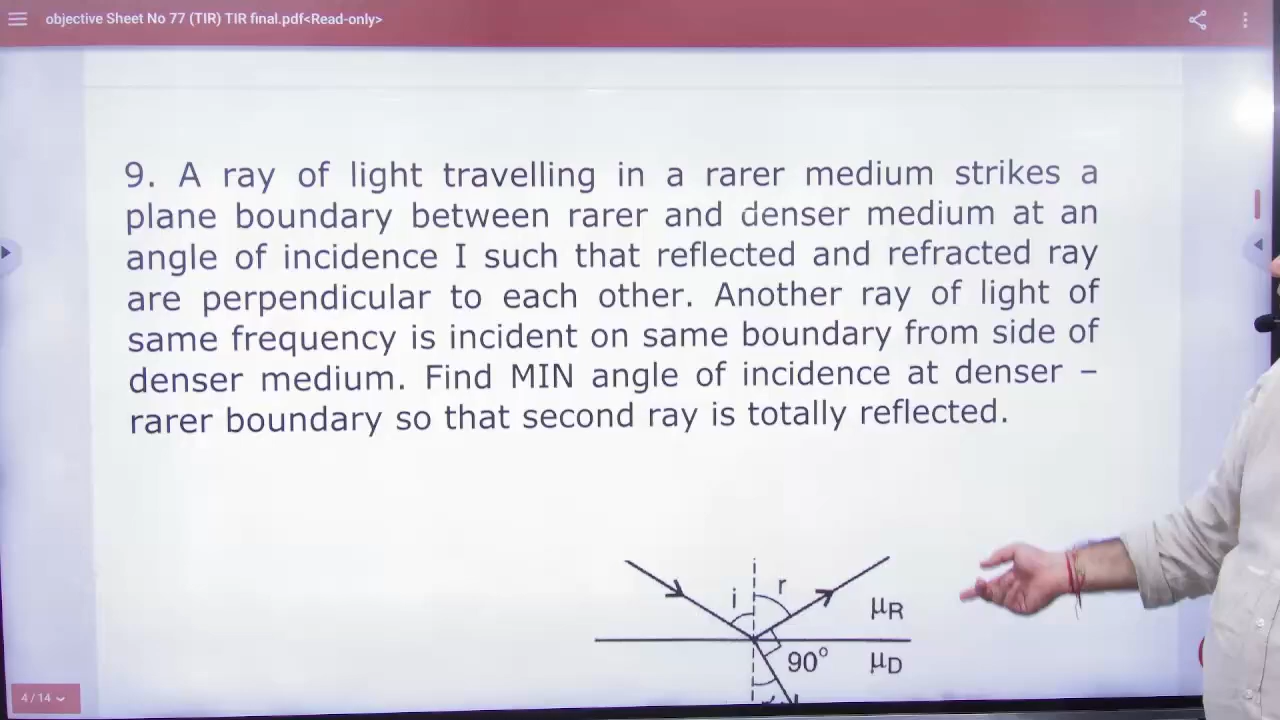 objective Sheet No 77 (TIR) TIR final.pdf<Read-only>
9. A ray of light travelling in a rarer medium strikes a
plane boundary between rarer and denser medium at an
angle of incidence I such that reflected and refracted ray
are perpendicular to each other. Another ray of light of
same frequency is incident on same boundary from side of
denser medium. Find MIN angle of incidence at denser –
rarer boundary so that second ray is totally reflected.
i r
μR
90° μD
4 / 14